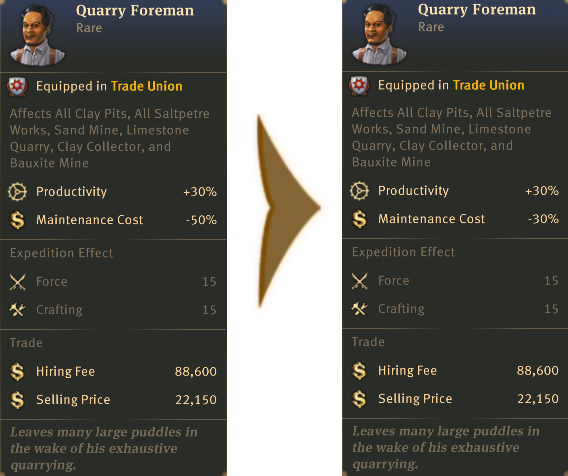 Quarry Foreman
Rare
Equipped in Trade Union
Affects All Clay Pits, All Saltpetre
Works, Sand Mine, Limestone
Quarry, Clay Collector, and
Bauxite Mine
Productivity +30%
Maintenance Cost -50%
Expedition Effect
Force 15
Crafting 15
Trade
Hiring Fee 88,600
Selling Price 22,150
Leaves many large puddles in
the wake of his exhaustive
quarrying.
Quarry Foreman
Rare
Equipped in Trade Union
Affects All Clay Pits, All Saltpetre
Works, Sand Mine, Limestone
Quarry, Clay Collector, and
Bauxite Mine
Productivity +30%
Maintenance Cost -30%
Expedition Effect
Force 15
Crafting 15
Trade
Hiring Fee 88,600
Selling Price 22,150
Leaves many large puddles in
the wake of his exhaustive
quarrying.